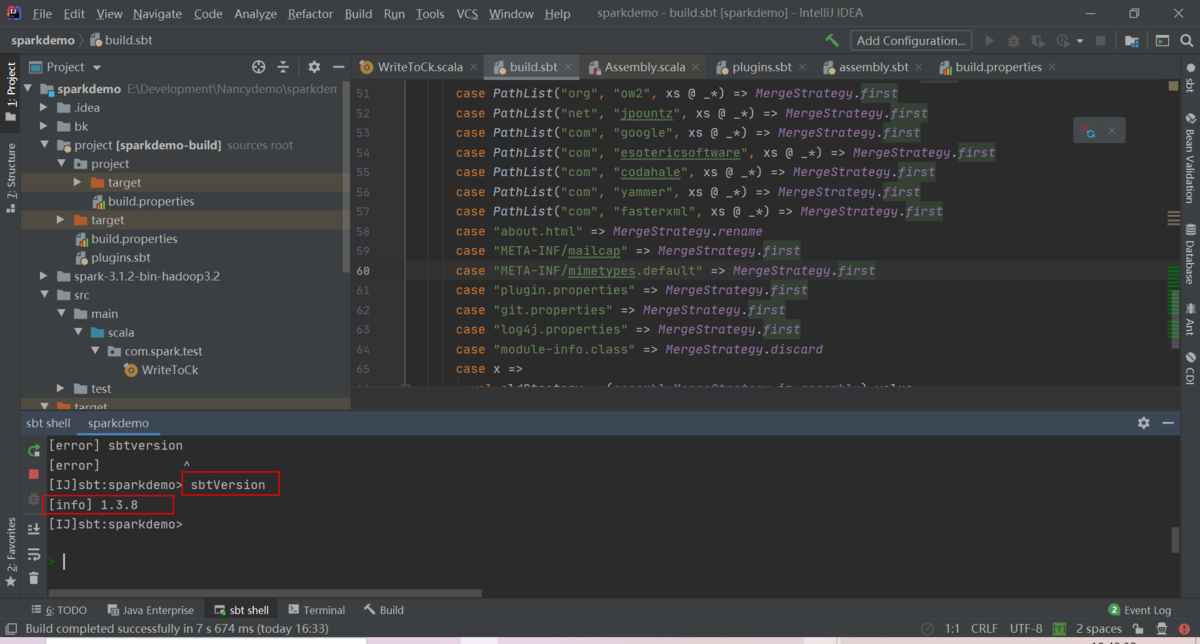 File Edit View Navigate Code Analyze Refactor Build Run Tools VCS Window Help sparkdemo - build.sbt [sparkdemo] - IntelliJ IDEA
sparkdemo build.sbt Add Configuration...
1: Project
Project
WriteToCk.scala build.sbt Assembly.scala plugins.sbt assembly.sbt build.properties
sparkdemo E:\Development\Nancydemo\sparkdem
.idea
bk
project [sparkdemo-build] sources root
project
target
build.properties
target
build.properties
plugins.sbt
spark-3.1.2-bin-hadoop3.2
src
main
scala
com.spark.test
WriteToCk
test
target
51 case PathList("org", "ow2", xs @ _*) => MergeStrategy.first
52 case PathList("net", "jpountz", xs @ _*) => MergeStrategy.first
53 case PathList("com", "google", xs @ _*) => MergeStrategy.first
54 case PathList("com", "esotericsoftware", xs @ _*) => MergeStrategy.first
55 case PathList("com", "codahale", xs @ _*) => MergeStrategy.first
56 case PathList("com", "yammer", xs @ _*) => MergeStrategy.first
57 case PathList("com", "fasterxml", xs @ _*) => MergeStrategy.first
58 case "about.html" => MergeStrategy.rename
59 case "META-INF/mailcap" => MergeStrategy.first
60 case "META-INF/mimetypes.default" => MergeStrategy.first
61 case "plugin.properties" => MergeStrategy.first
62 case "git.properties" => MergeStrategy.first
63 case "log4j.properties" => MergeStrategy.first
64 case "module-info.class" => MergeStrategy.discard
65 case x =>
sbt
Bean Validation
Database
Ant
CDI
7: Structure
2: Favorites
sbt shell sparkdemo
[error] sbtversion
[error] ^
[IJ]sbt:sparkdemo> sbtVersion
[info] 1.3.8
[IJ]sbt:sparkdemo>
>
6: TODO Java Enterprise sbt shell Terminal Build 2 Event Log
Build completed successfully in 7 s 674 ms (today 16:33) 1:1 CRLF UTF-8 2 spaces